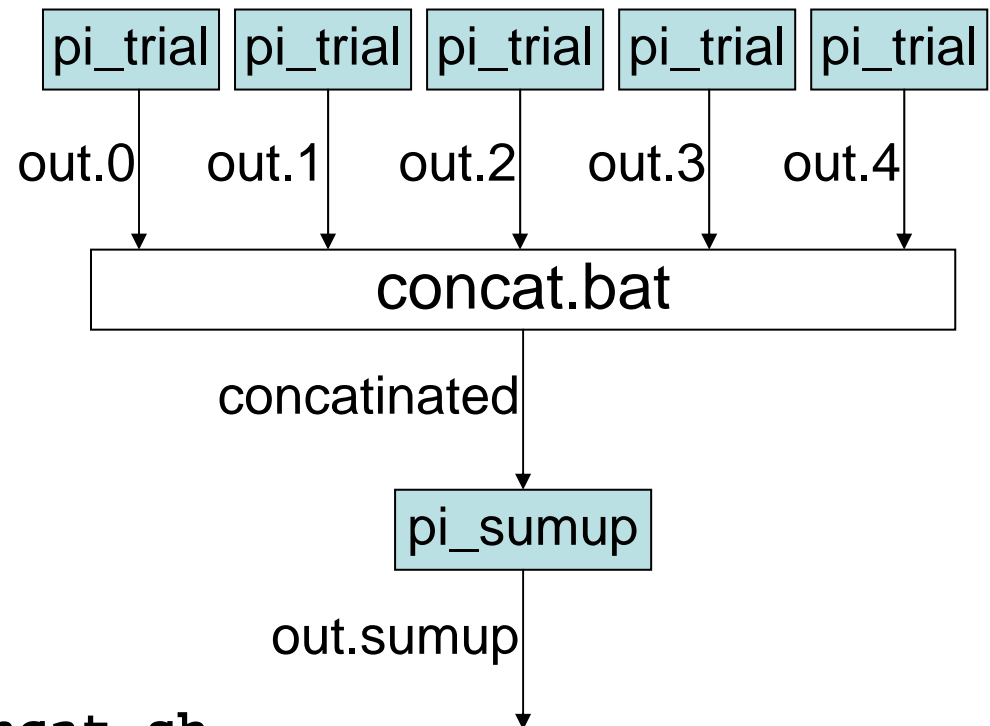 pi_trial pi_trial pi_trial pi_trial pi_trial
out.0 out.1 out.2 out.3 out.4
concat.bat
concatinated
pi_sumup
out.sumup